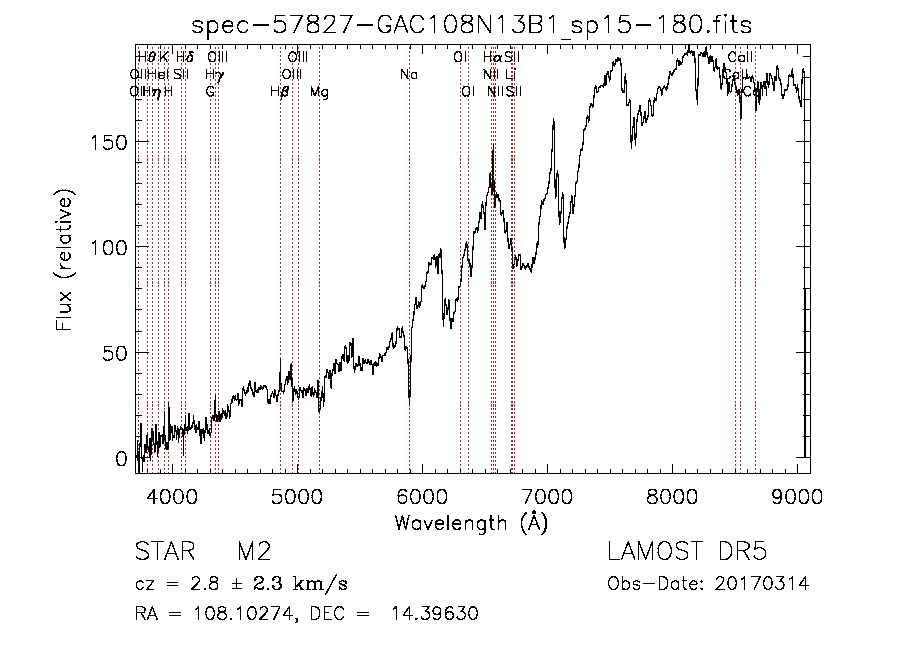 spec-57827-GAC108N13B1_sp15-180.fits
Hθ K Hδ OIII OIII OI Hα SII CaII
OII HeI SII Hγ OIII Na NII Li CaII
OII Hη H G Hβ Mg OI NII SII CaII
150
100
50
0
Flux (relative)
4000 5000 6000 7000 8000 9000
Wavelength (Å)
STAR M2 LAMOST DR5
cz = 2.8 ± 2.3 km/s Obs-Date: 20170314
RA = 108.10274, DEC = 14.39630